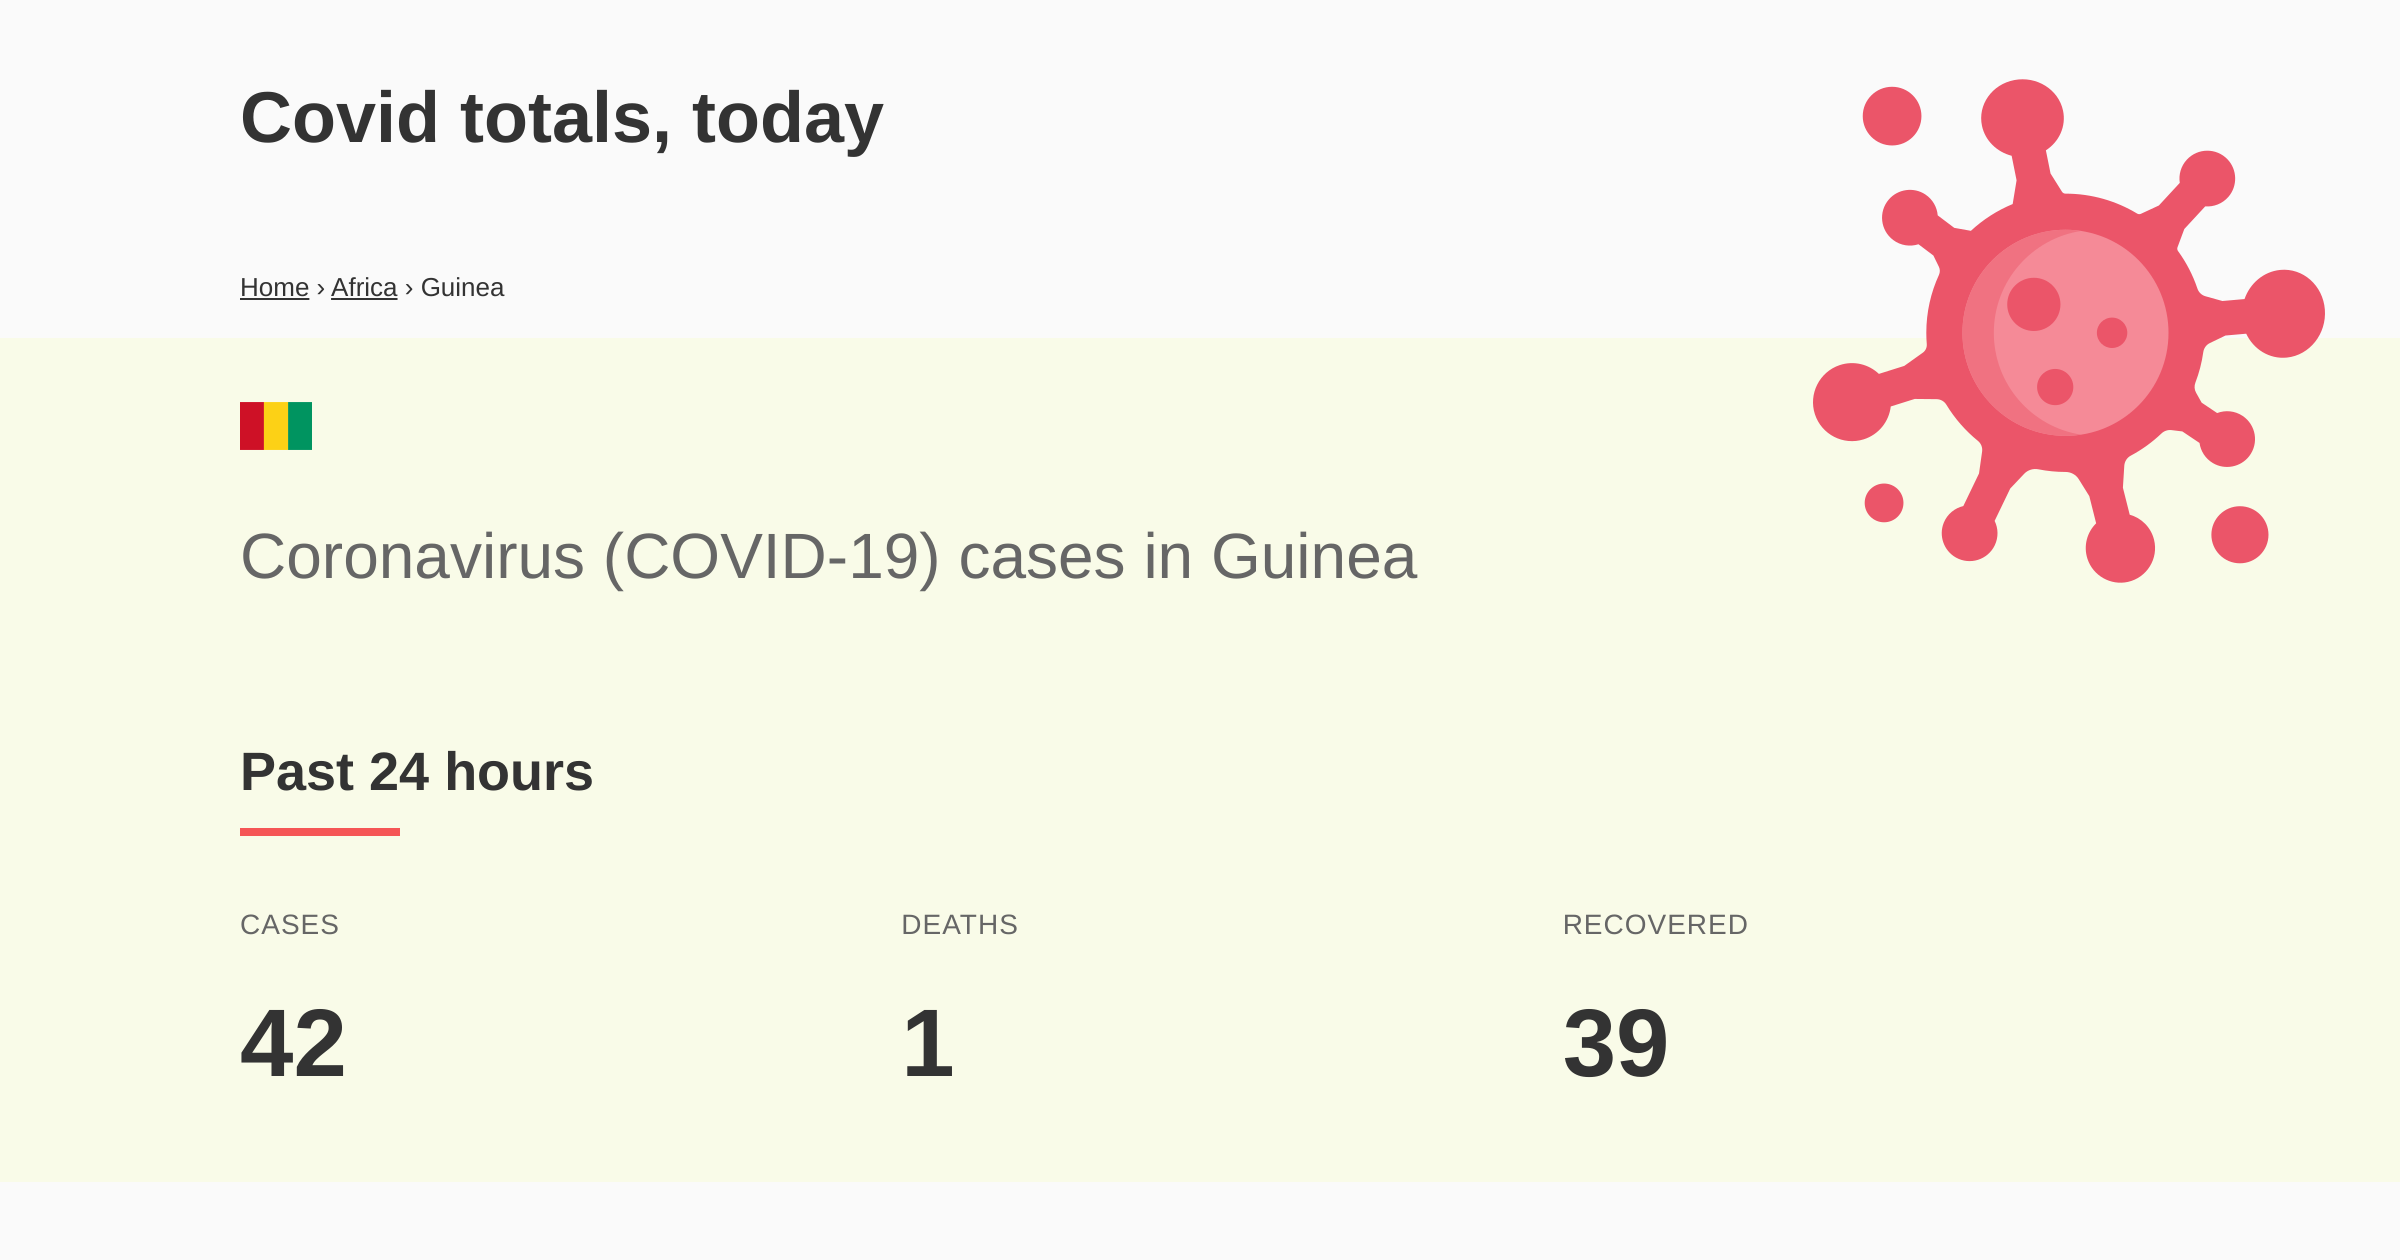 Covid totals, today
Home › Africa › Guinea
Coronavirus (COVID-19) cases in Guinea
Past 24 hours
CASES DEATHS RECOVERED
42 1 39